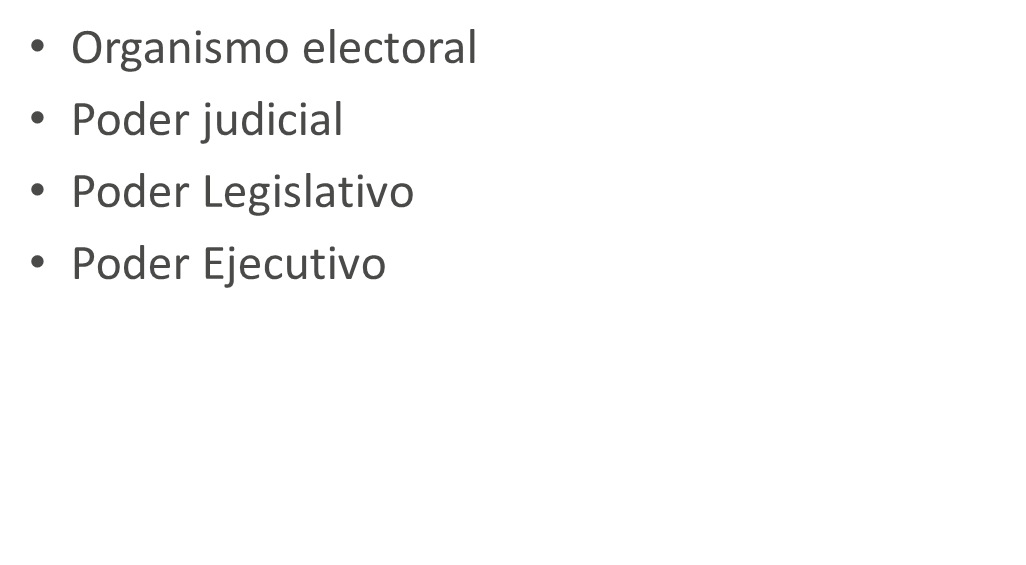 • Organismo electoral
• Poder judicial
• Poder Legislativo
• Poder Ejecutivo